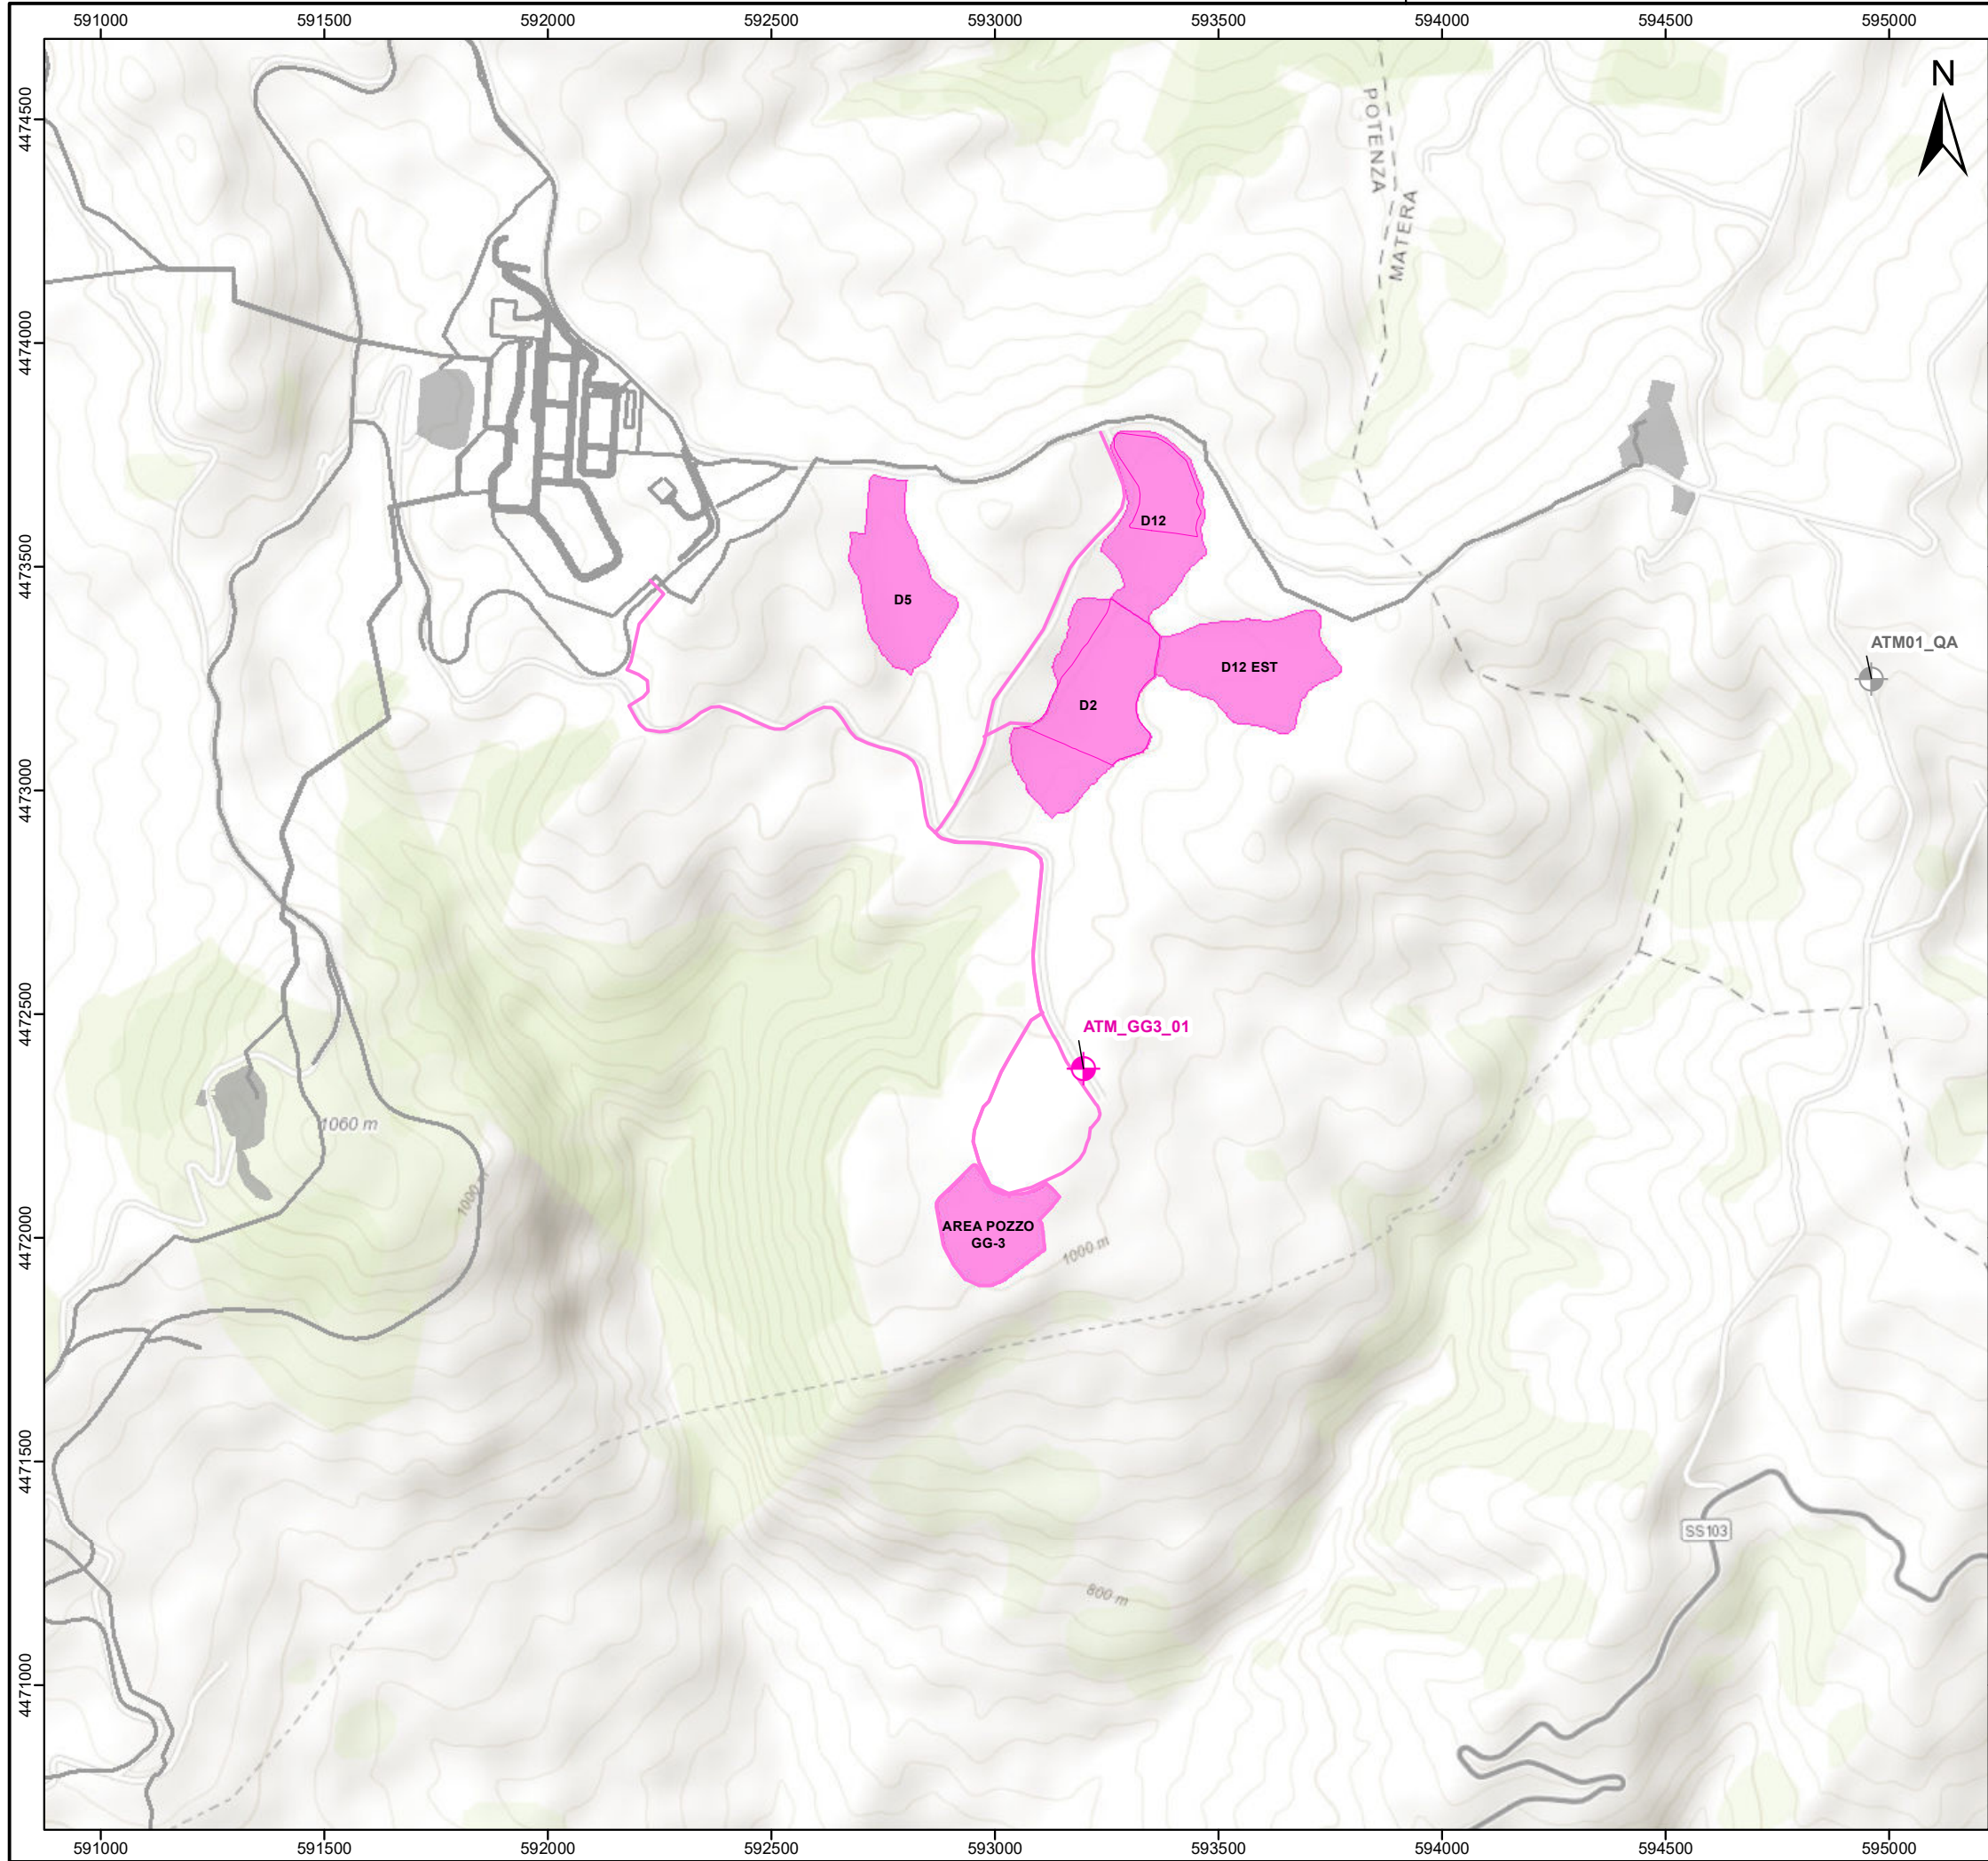 591000 591500 592000 592500 593000 593500 594000 594500 595000
N
4474500
POTENZA
MATERA
4474000
D12
4473500
D5
ATM01_QA
D12 EST
D2
4473000
4472500
ATM_GG3_01
1060 m
1000 m
4472000
AREA POZZO
GG-3
1000 m
4471500
SS103
800 m
4471000
591000 591500 592000 592500 593000 593500 594000 594500 595000